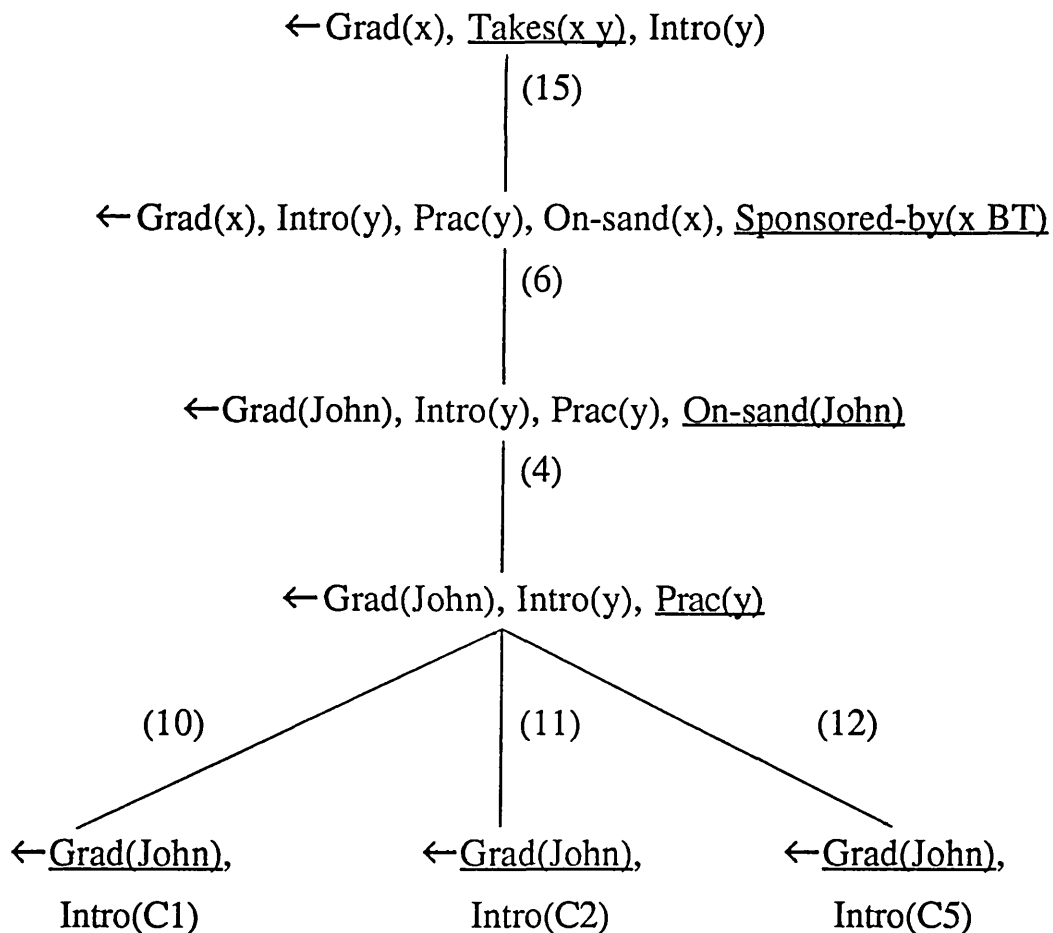 ←Grad(x), Takes(x y), Intro(y)
(15)
←Grad(x), Intro(y), Prac(y), On-sand(x), Sponsored-by(x BT)
(6)
←Grad(John), Intro(y), Prac(y), On-sand(John)
(4)
←Grad(John), Intro(y), Prac(y)
(10) (11) (12)
←Grad(John), ←Grad(John), ←Grad(John),
Intro(C1) Intro(C2) Intro(C5)